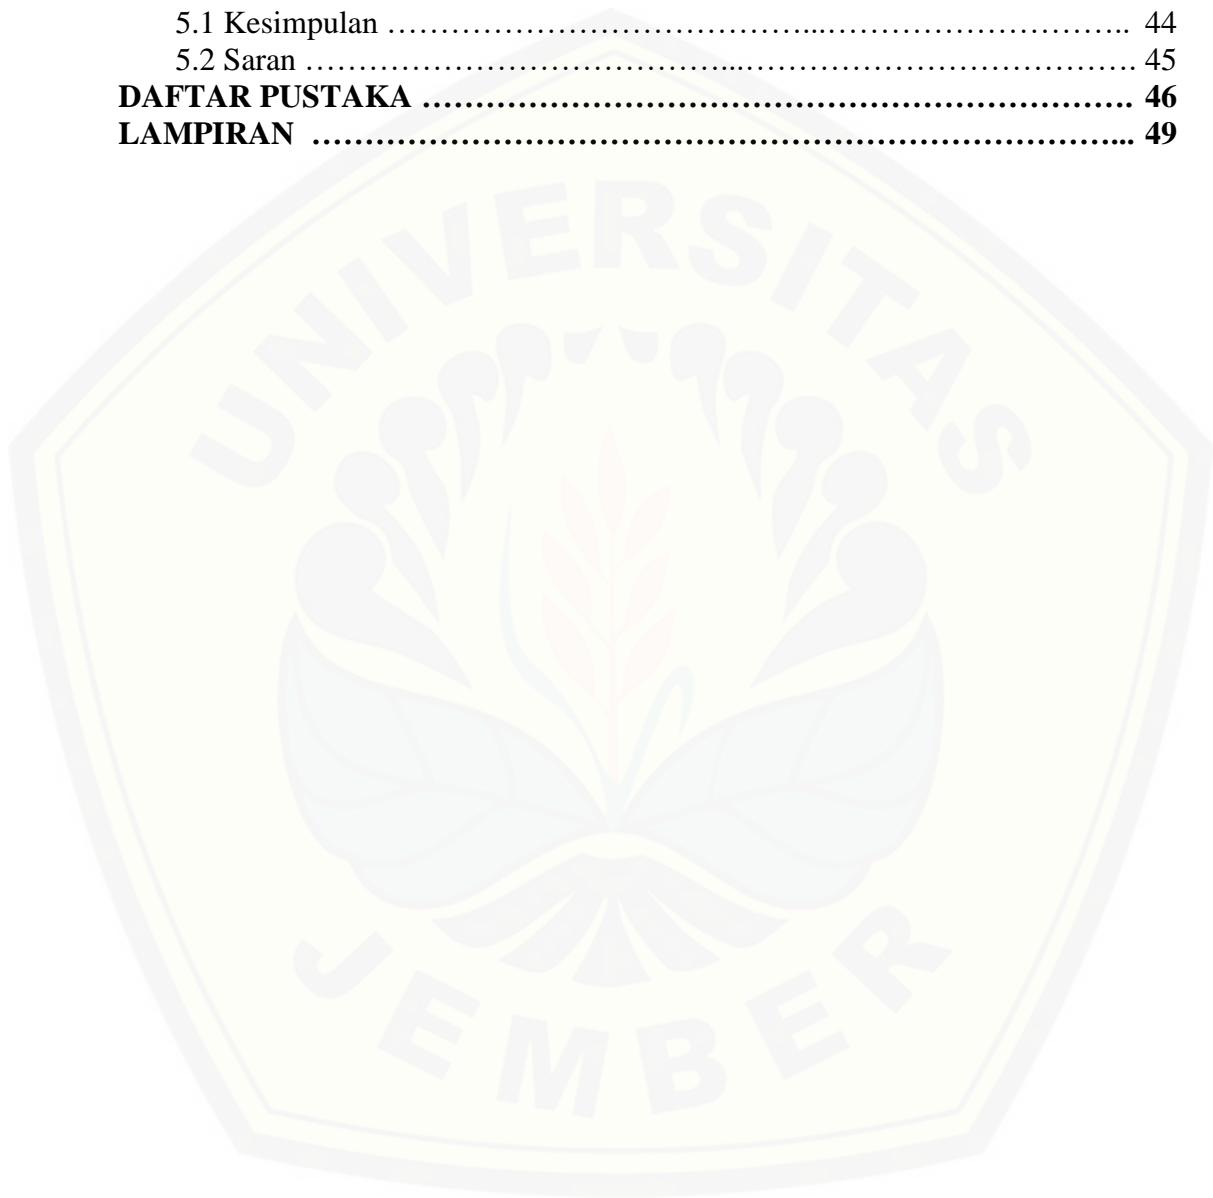 5.1 Kesimpulan …………………………………...……………………….. 44
5.2 Saran …………………………………...………………………………. 45
DAFTAR PUSTAKA …………………………………………………………. 46
LAMPIRAN …………………………………………………………………... 49
UNIVERSITAS
JEMBER